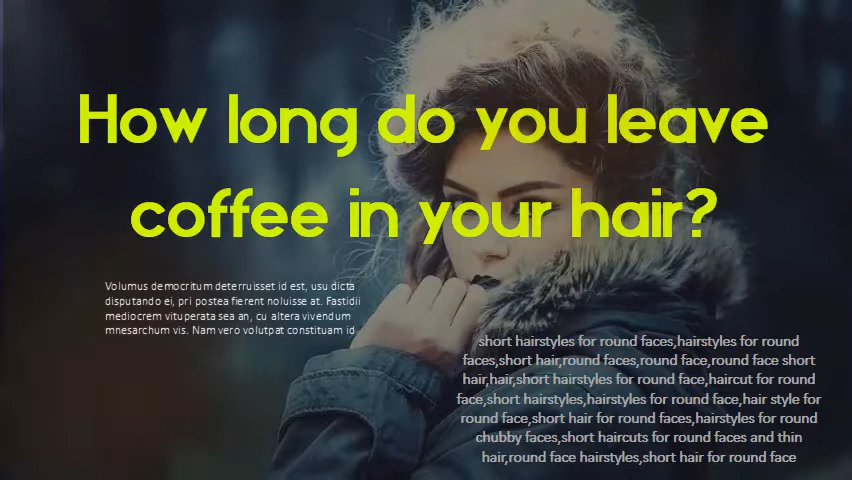 How long do you leave
coffee in your hair?
Volumus democritum deterruisset id est, usu dicta
disputando ei, pri postea fierent noluisse at. Fastidii
mediocrem vituperata sea an, cu altera vivendum
mnesarchum vis. Nam vero volutpat constituam id.
short hairstyles for round faces,hairstyles for round
faces,short hair,round faces,round face,round face short
hair,hair,short hairstyles for round face,haircut for round
face,short hairstyles,hairstyles for round face,hair style for
round face,short hair for round faces,hairstyles for round
chubby faces,short haircuts for round faces and thin
hair,round face hairstyles,short hair for round face